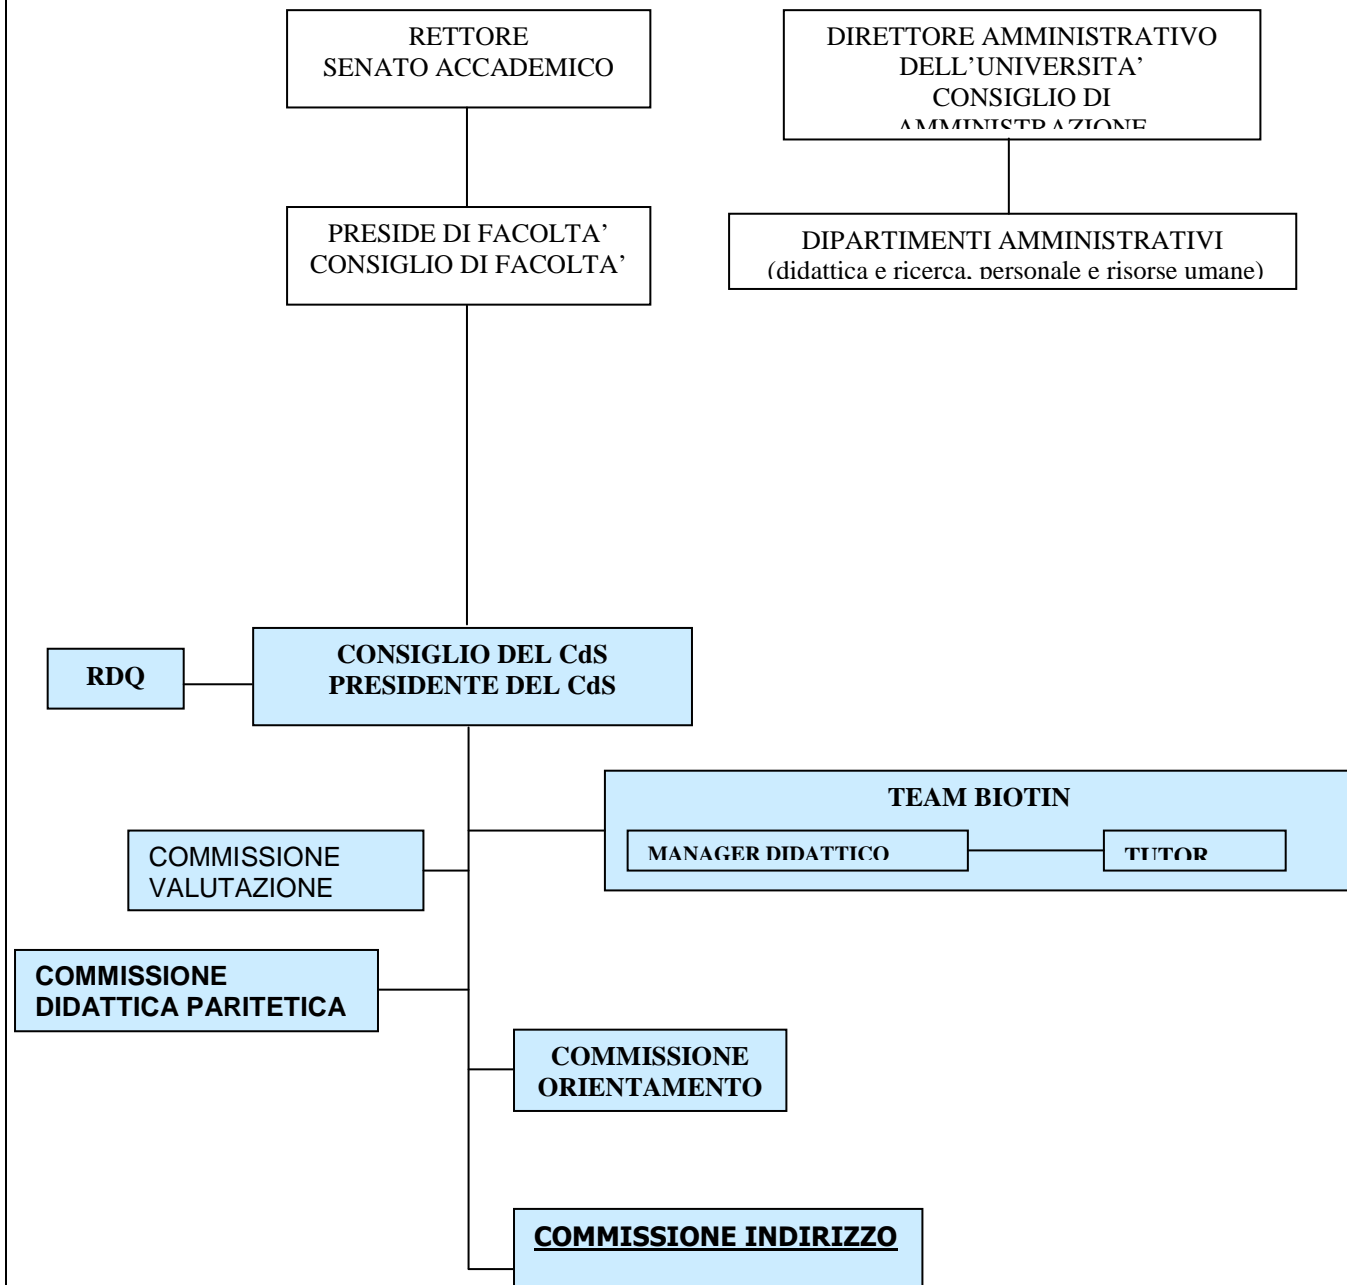 RETTORE
SENATO ACCADEMICO
DIRETTORE AMMINISTRATIVO
DELL’UNIVERSITA’
CONSIGLIO DI
AMMINISTRAZIONE
PRESIDE DI FACOLTA’
CONSIGLIO DI FACOLTA’
DIPARTIMENTI AMMINISTRATIVI
(didattica e ricerca, personale e risorse umane)
RDQ
CONSIGLIO DEL CdS
PRESIDENTE DEL CdS
TEAM BIOTIN
MANAGER DIDATTICO
TUTOR
COMMISSIONE
VALUTAZIONE
COMMISSIONE
DIDATTICA PARITETICA
COMMISSIONE
ORIENTAMENTO
COMMISSIONE INDIRIZZO